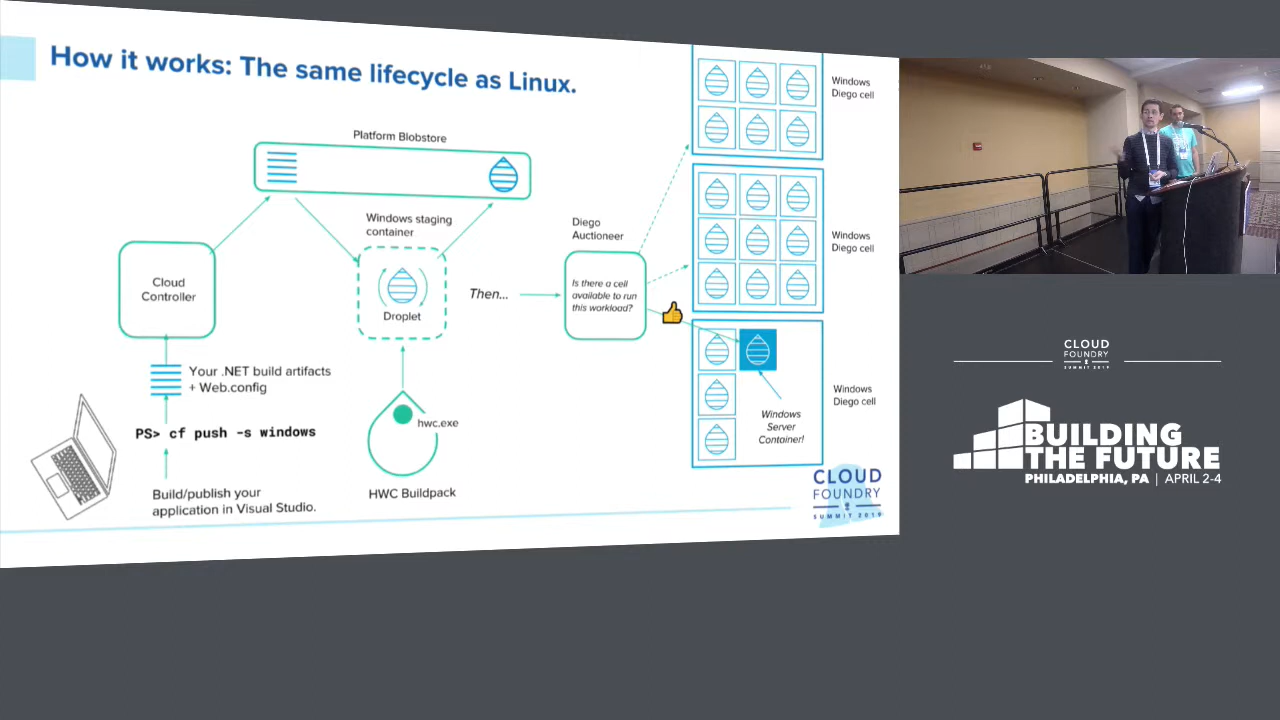 How it works: The same lifecycle as Linux.
Platform Blobstore
Windows staging
container
Cloud
Controller
Droplet
Then...
Diego
Auctioneer
Is there a cell
available to run
this workload?
Windows
Diego cell
Windows
Diego cell
Windows
Diego cell
Windows
Server
Container!
Your .NET build artifacts
+ Web.config
PS> cf push -s windows
Build/publish your
application in Visual Studio.
hwc.exe
HWC Buildpack
CLOUD
FOUNDRY
SUMMIT 2019
CLOUD
FOUNDRY
SUMMIT 2019
BUILDING
THE FUTURE
PHILADELPHIA, PA | APRIL 2-4